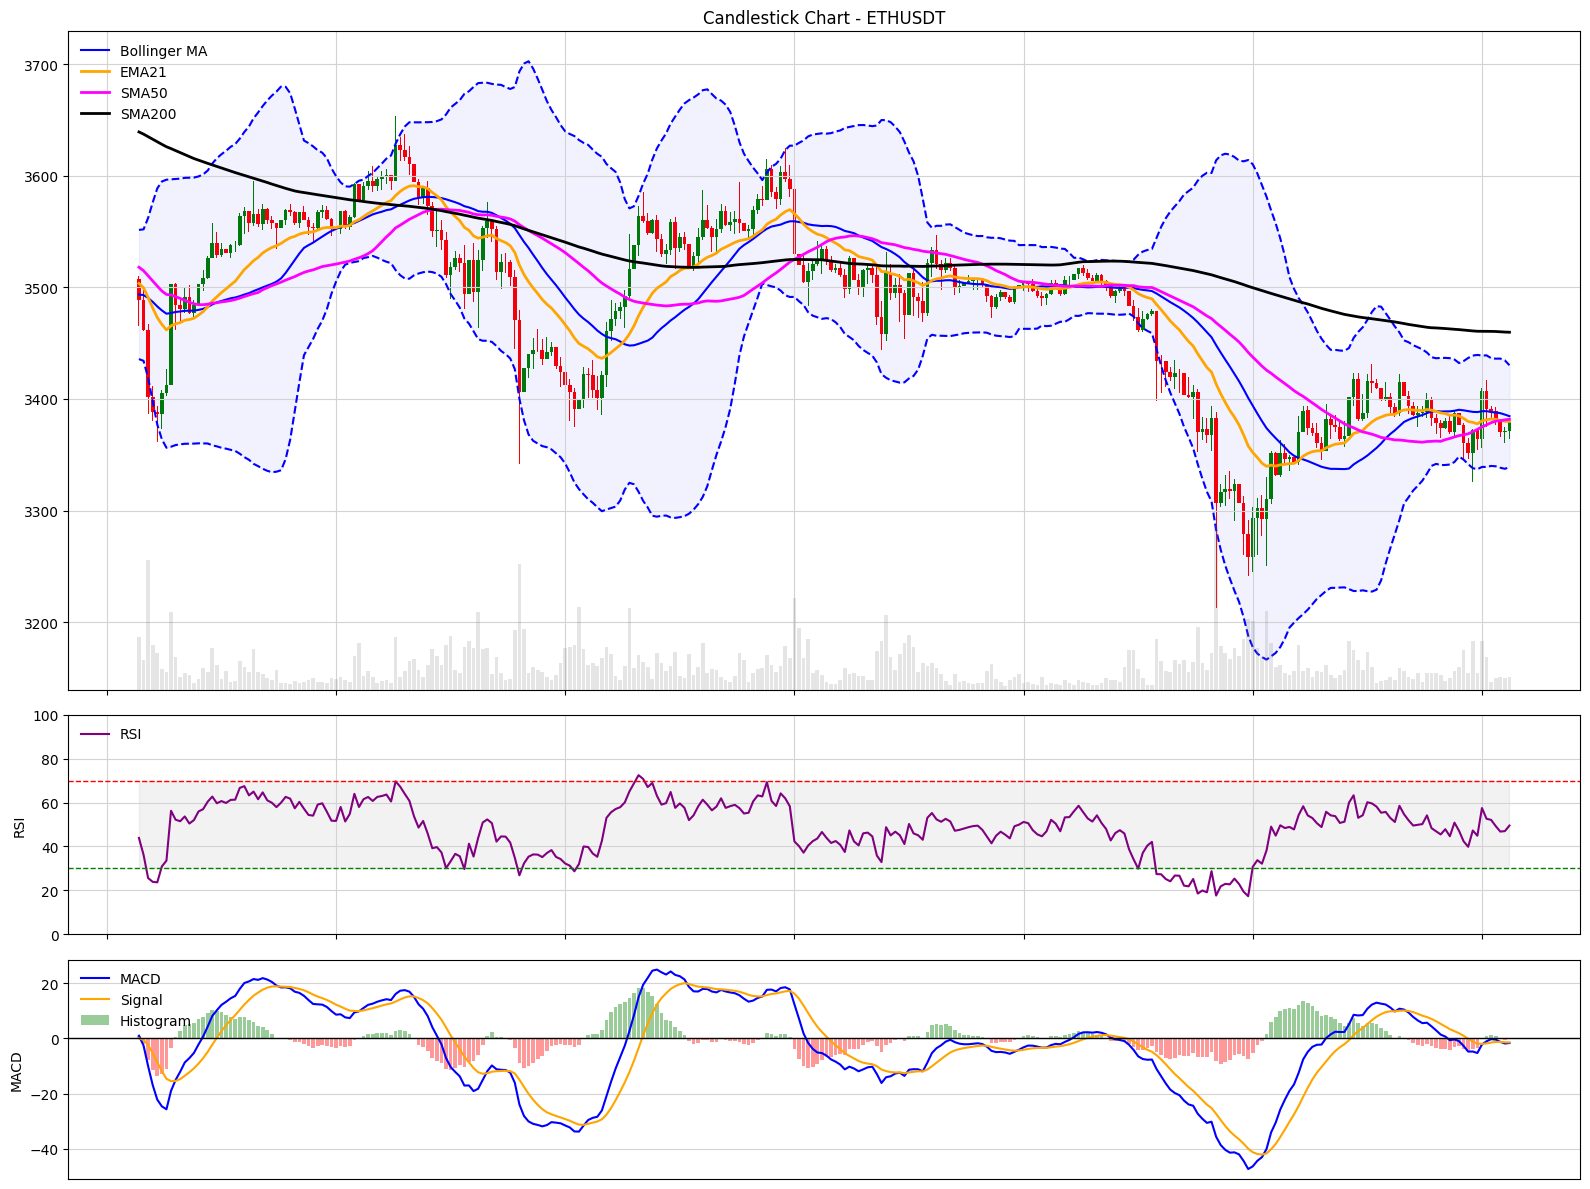 Candlestick Chart - ETHUSDT
Bollinger MA
EMA21
SMA50
SMA200
3700
3600
3500
3400
3300
3200
RSI
100
80
60
40
20
0
RSI
MACD
Signal
Histogram
20
0
−20
−40
MACD